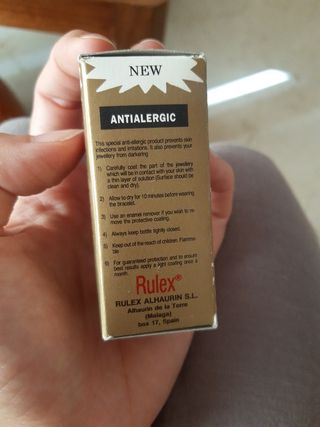 NEW
ANTIALERGIC
This special anti-allergic product prevents skin
infections and irritations. It also prevents your
jewellery from darkering
1) Carefully coat the part of the jewellery
which will be in contact with your skin with
a thin layer of solution (Surface should be
clean and dry).
2) Allow to dry for 10 minutes before wearing
the bracelet.
3) Use an enamel remover if you wish to re-
move the protective coating.
4) Always keep bottle tightly closed.
5) Keep out of the reach of children. Flamma-
ble
6) For guaranteed protection and to ensure
best results apply a light coating once a
month.
Rulex®
RULEX ALHAURIN S.L.
Alhaurin de la Torre
(Malaga)
box 17, Spain